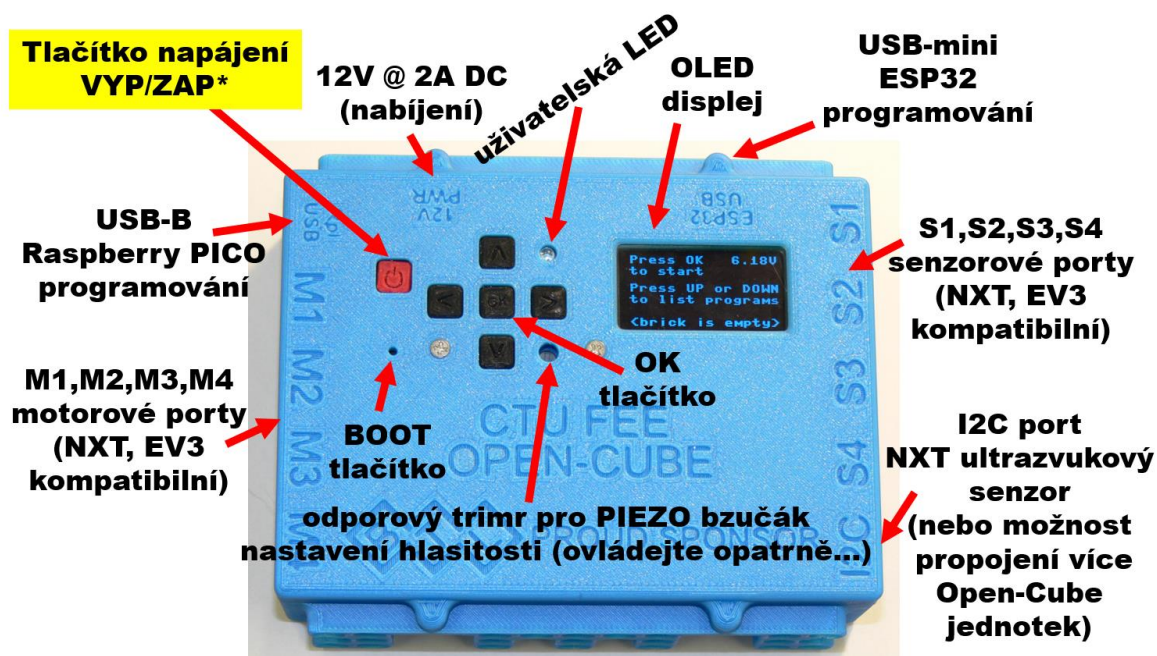 Tlačítko napájení
VYP/ZAP*
12V @ 2A DC
(nabíjení)
uživatelská LED
OLED
displej
USB-mini
ESP32
programování
USB-B
Raspberry PICO
programování
S1,S2,S3,S4
senzorové porty
(NXT, EV3
kompatibilní)
M1,M2,M3,M4
motorové porty
(NXT, EV3
kompatibilní)
BOOT
tlačítko
OK
tlačítko
I2C port
NXT ultrazvukový
senzor
(nebo možnost
propojení více
Open-Cube
jednotek)
odporový trimr pro PIEZO bzučák
nastavení hlasitosti (ovládejte opatrně...)
USB
12V
PWR
ESP32
USB
Press OK 6.18V
to start
Press UP or DOWN
to list programs
<brick is empty>
OK
M1
M2
M3
M4
S1
S2
S3
S4
I2C
CTU FEE
OPEN-CUBE
PROUD SPONSOR